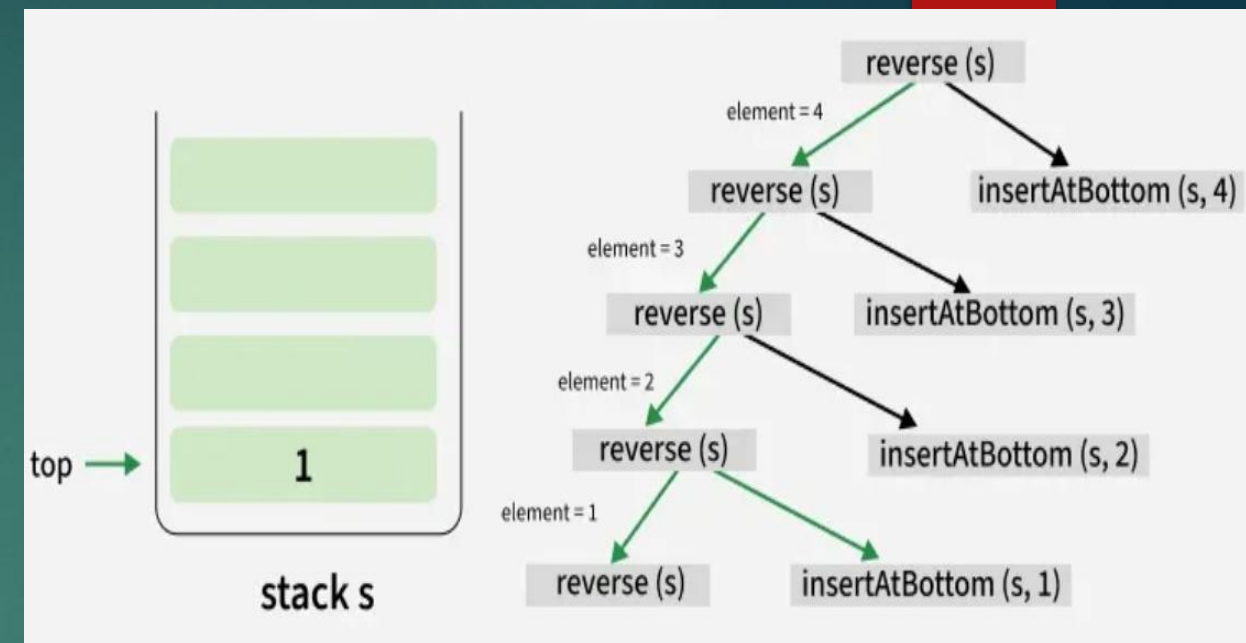 reverse (s)
element = 4
reverse (s)
insertAtBottom (s, 4)
element = 3
reverse (s)
insertAtBottom (s, 3)
element = 2
reverse (s)
insertAtBottom (s, 2)
top
1
element = 1
reverse (s)
insertAtBottom (s, 1)
stack s